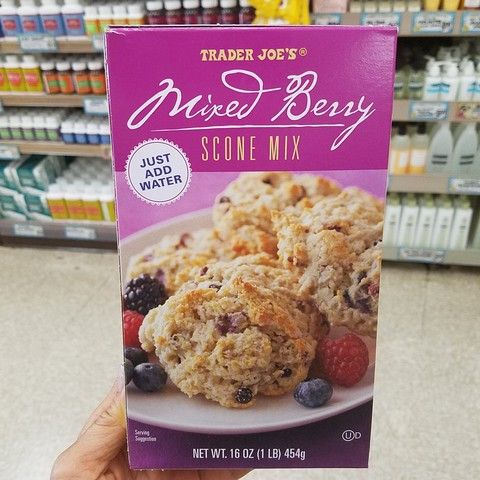 TRADER JOE'S®
Mixed Berry
SCONE MIX
JUST
ADD
WATER
Serving
Suggestion
NET WT. 16 OZ (1 LB) 454g
U D